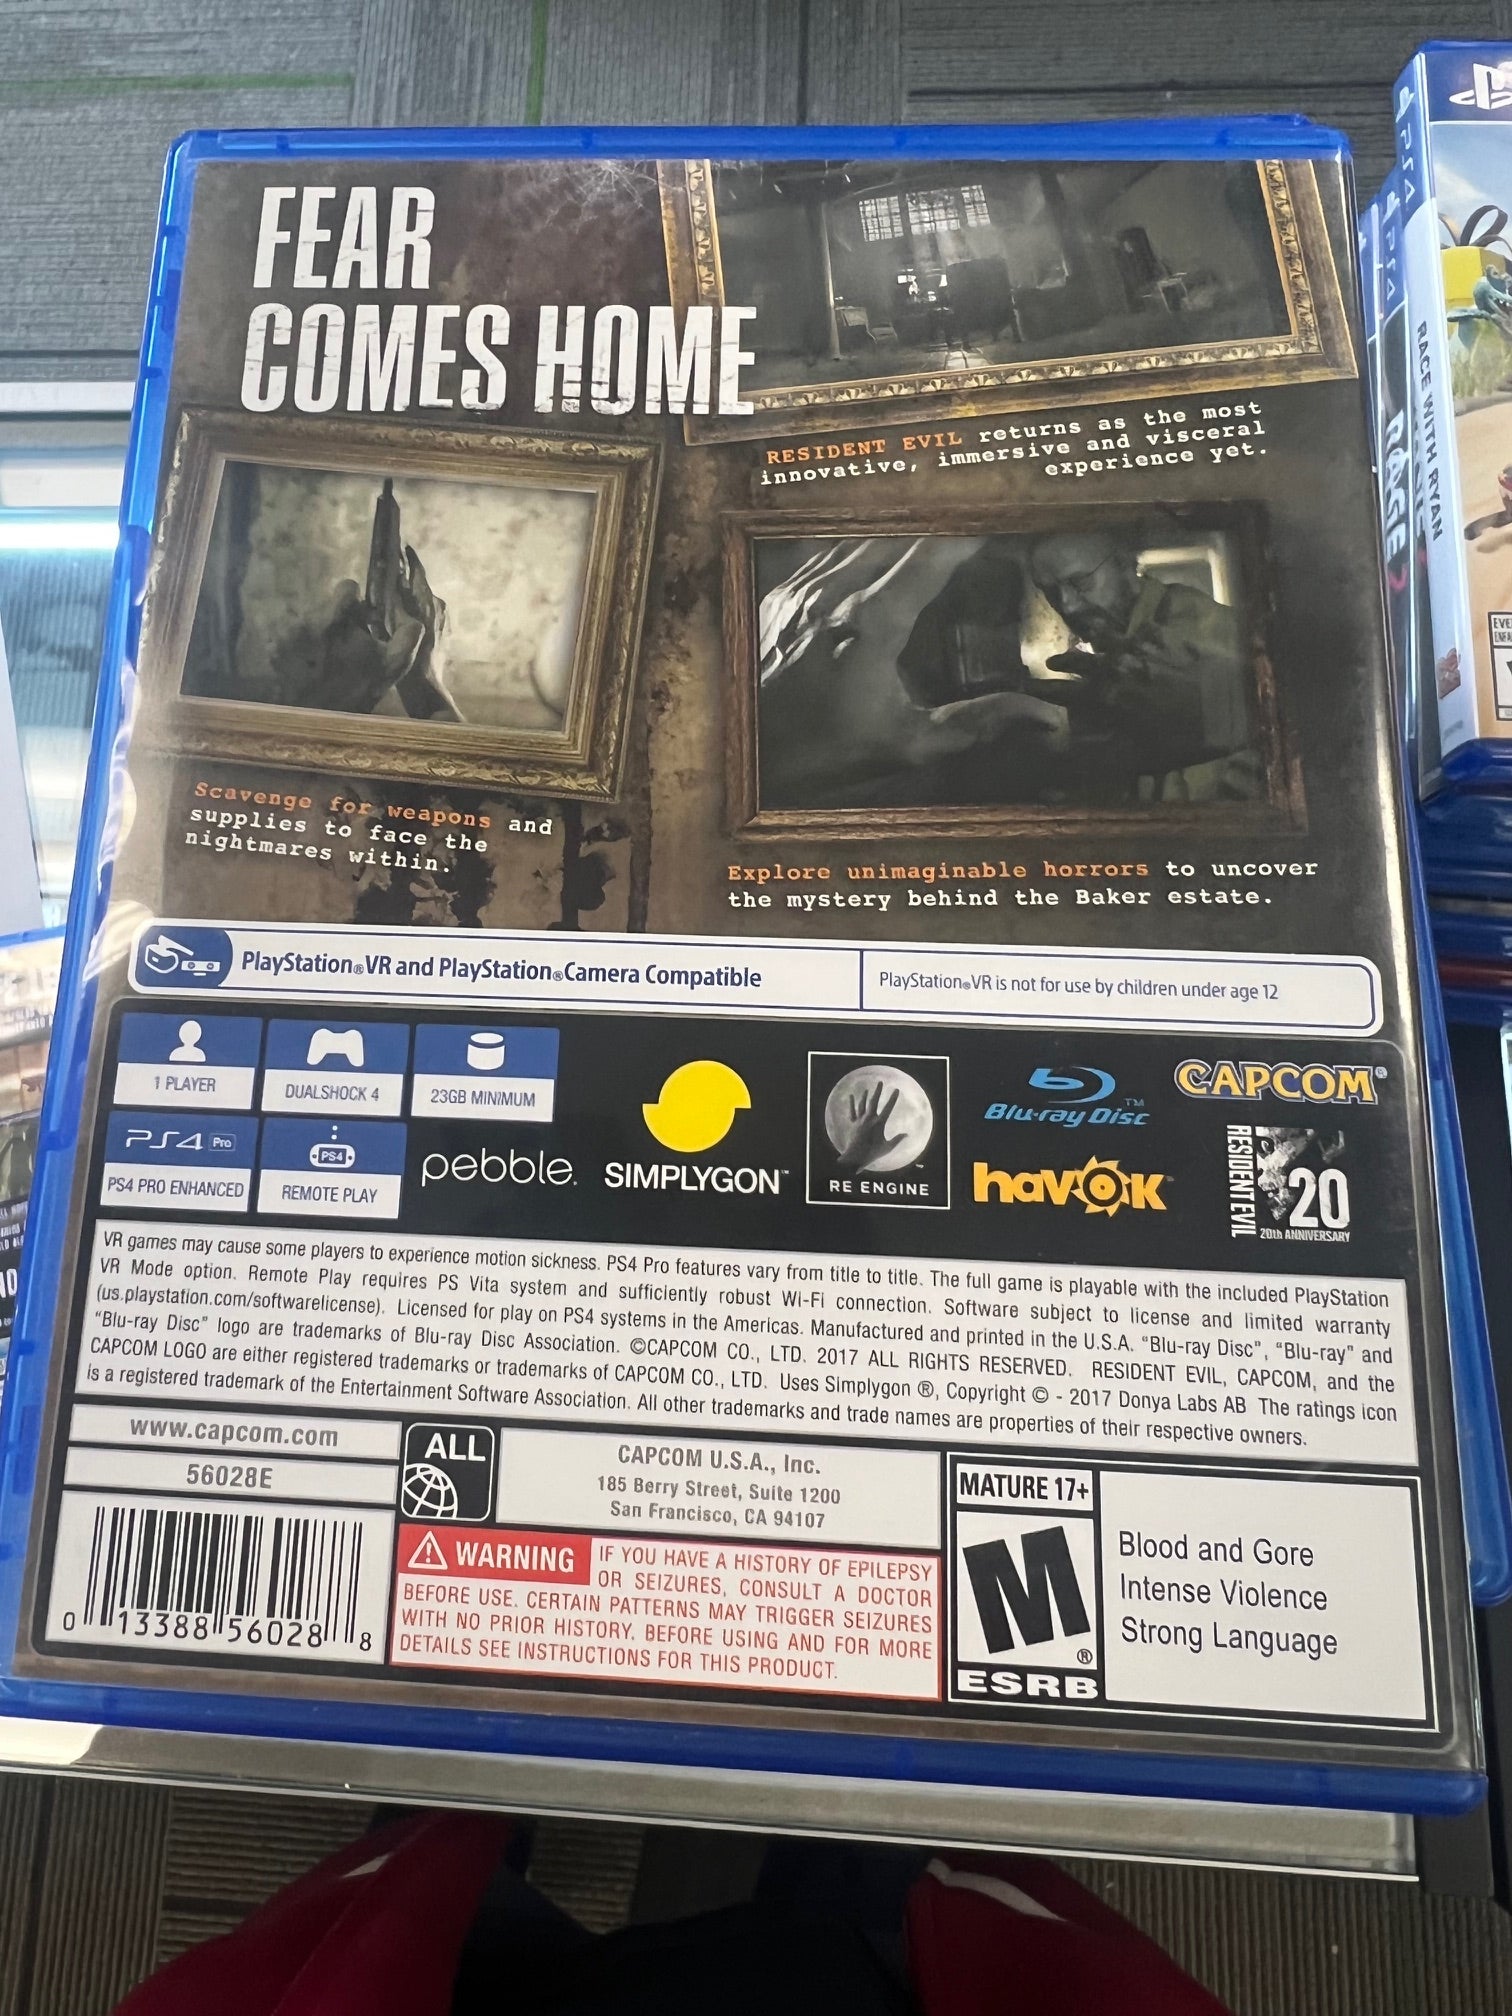 FEAR
COMES HOME
RESIDENT EVIL returns as the most
innovative, immersive and visceral
experience yet.
Scavenge for weapons and
supplies to face the
nightmares within.
Explore unimaginable horrors to uncover
the mystery behind the Baker estate.
PlayStation®VR and PlayStation®Camera Compatible
PlayStation®VR is not for use by children under age 12
1 PLAYER
DUALSHOCK 4
23GB MINIMUM
PS4 Pro
PS4 PRO ENHANCED
PS4
REMOTE PLAY
pebble.
SIMPLYGON™
RE ENGINE
Blu-ray Disc™
havok
CAPCOM®
RESIDENT EVIL
20
20th ANNIVERSARY
VR games may cause some players to experience motion sickness. PS4 Pro features vary from title to title. The full game is playable with the included PlayStation
VR Mode option. Remote Play requires PS Vita system and sufficiently robust Wi-Fi connection. Software subject to license and limited warranty
(us.playstation.com/softwarelicense). Licensed for play on PS4 systems in the Americas. Manufactured and printed in the U.S.A. "Blu-ray Disc", "Blu-ray" and
"Blu-ray Disc" logo are trademarks of Blu-ray Disc Association. ©CAPCOM CO., LTD. 2017 ALL RIGHTS RESERVED. RESIDENT EVIL, CAPCOM, and the
CAPCOM LOGO are either registered trademarks or trademarks of CAPCOM CO., LTD. Uses Simplygon ®, Copyright © - 2017 Donya Labs AB The ratings icon
is a registered trademark of the Entertainment Software Association. All other trademarks and trade names are properties of their respective owners.
www.capcom.com
56028E
0 13388 56028 8
ALL
CAPCOM U.S.A., Inc.
185 Berry Street, Suite 1200
San Francisco, CA 94107
WARNING IF YOU HAVE A HISTORY OF EPILEPSY
OR SEIZURES, CONSULT A DOCTOR
BEFORE USE. CERTAIN PATTERNS MAY TRIGGER SEIZURES
WITH NO PRIOR HISTORY. BEFORE USING AND FOR MORE
DETAILS SEE INSTRUCTIONS FOR THIS PRODUCT.
MATURE 17+
M®
ESRB
Blood and Gore
Intense Violence
Strong Language
PS4
RACE WITH RYAN
PS4
RAGE